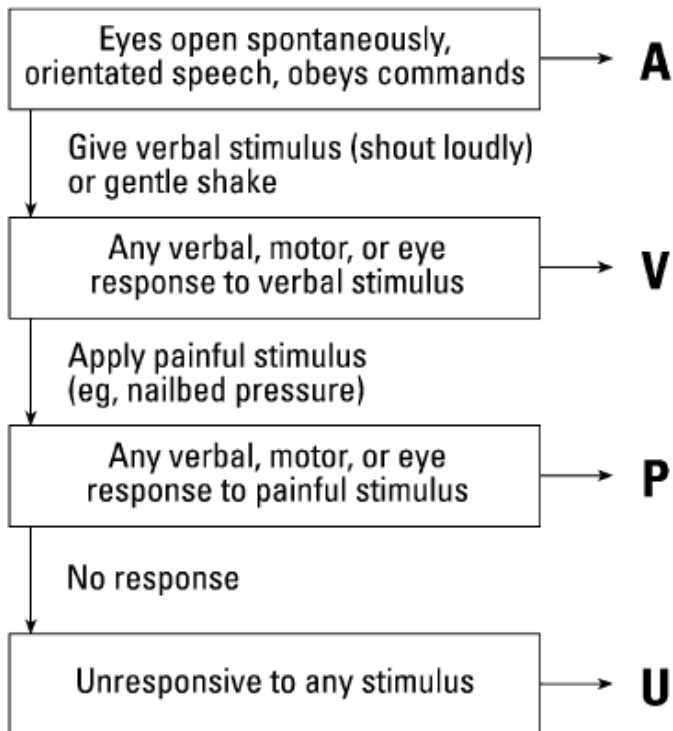 Eyes open spontaneously,
orientated speech, obeys commands
A
Give verbal stimulus (shout loudly)
or gentle shake
Any verbal, motor, or eye
response to verbal stimulus
V
Apply painful stimulus
(eg, nailbed pressure)
Any verbal, motor, or eye
response to painful stimulus
P
No response
Unresponsive to any stimulus
U